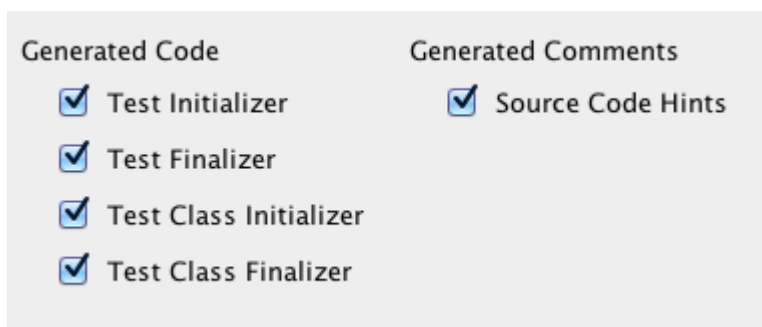 Generated Code
Test Initializer
Test Finalizer
Test Class Initializer
Test Class Finalizer
Generated Comments
Source Code Hints